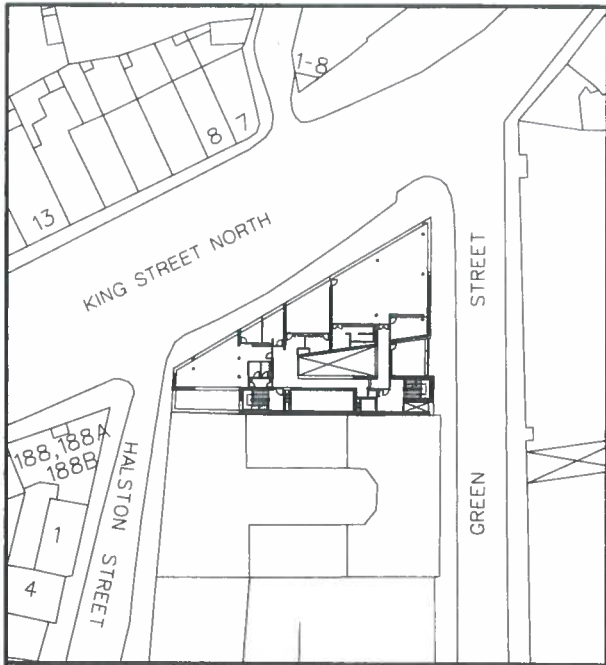 1-8
8
7
13
KING STREET NORTH
GREEN STREET
HALSTON STREET
188,188A
188B
1
4